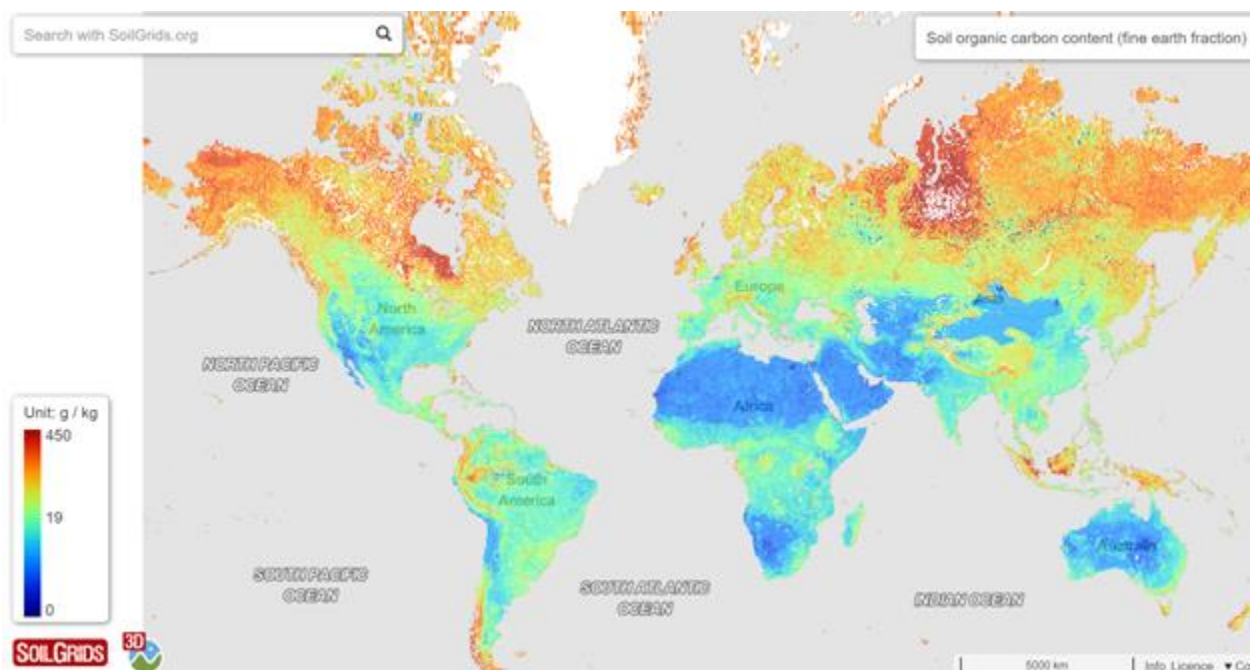 Search with SoilGrids.org
Soil organic carbon content (fine earth fraction)
Europe
Asia
North
America
NORTH ATLANTIC
OCEAN
NORTH PACIFIC
OCEAN
Africa
Unit: g / kg
450
19
0
South
America
Australia
SOUTH PACIFIC
OCEAN
SOUTH ATLANTIC
OCEAN
INDIAN OCEAN
SOILGRIDS
3D
5000 km
Info Licence ▼ Co